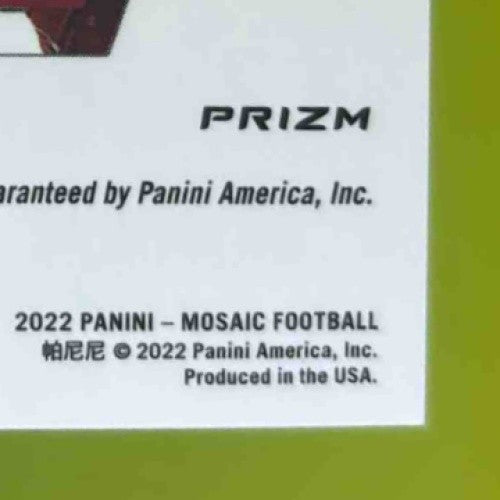 PRIZM
aranteed by Panini America, Inc.
2022 PANINI – MOSAIC FOOTBALL
帕尼尼 © 2022 Panini America, Inc.
Produced in the USA.